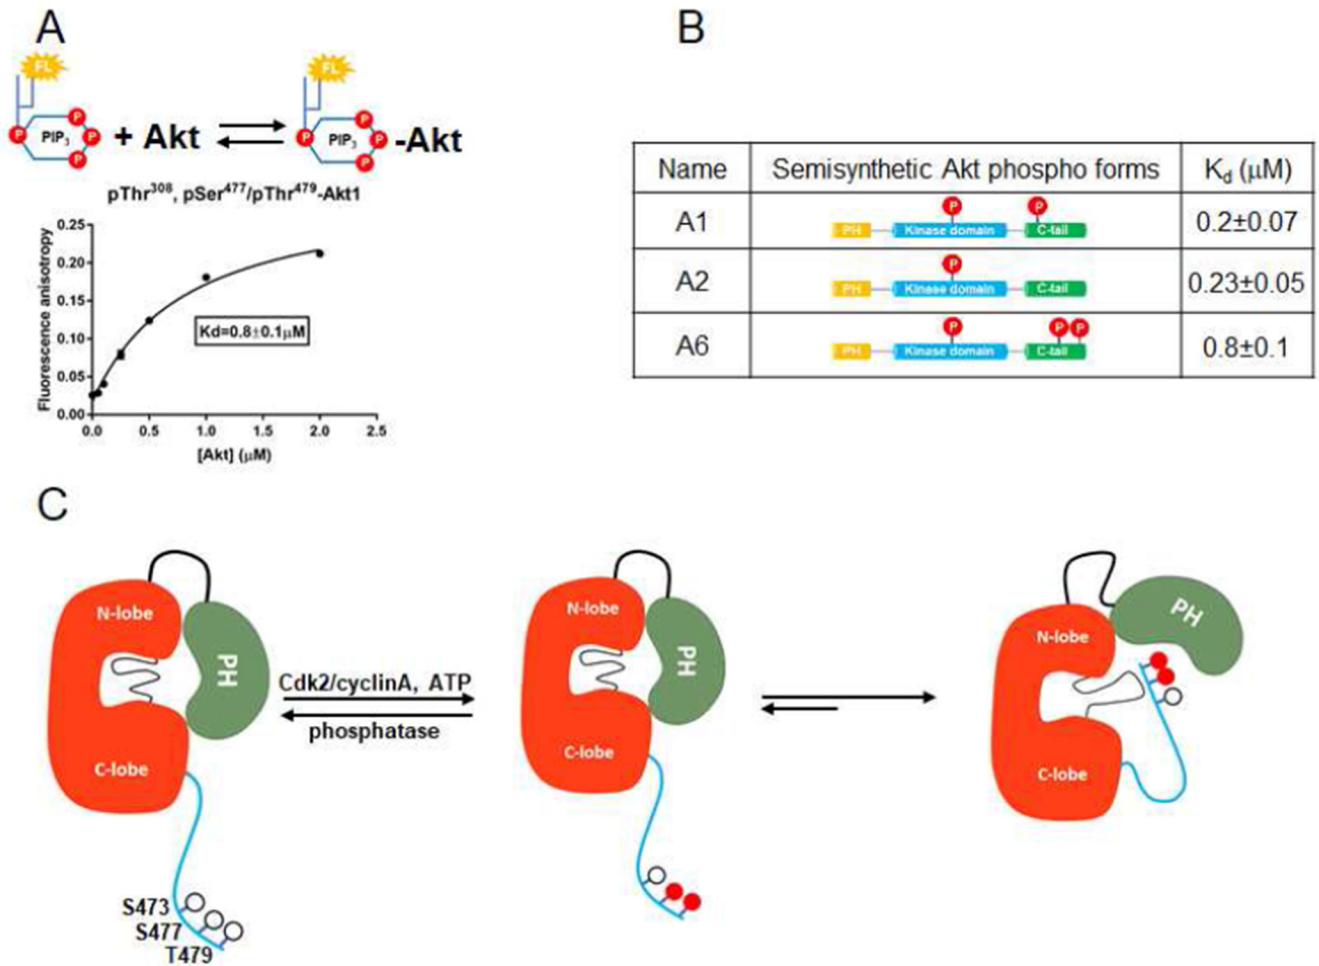 A
FL
FL
P
PIP3
P
P
P
+ Akt
P
PIP3
P
P
P
-Akt
pThr308, pSer477/pThr479-Akt1
Fluorescence anisotropy
0.25
0.20
0.15
0.10
0.05
0.00
Kd=0.8±0.1μM
0.0 0.5 1.0 1.5 2.0 2.5
[Akt] (μM)
B
Name Semisynthetic Akt phospho forms Kd (μM)
P P
A1 PH Kinase domain C-tail 0.2±0.07
P
A2 PH Kinase domain C-tail 0.23±0.05
P P P
A6 PH Kinase domain C-tail 0.8±0.1
C
N-lobe
PH
C-lobe
S473
S477
T479
Cdk2/cyclinA, ATP
phosphatase
N-lobe
PH
C-lobe
N-lobe
PH
C-lobe